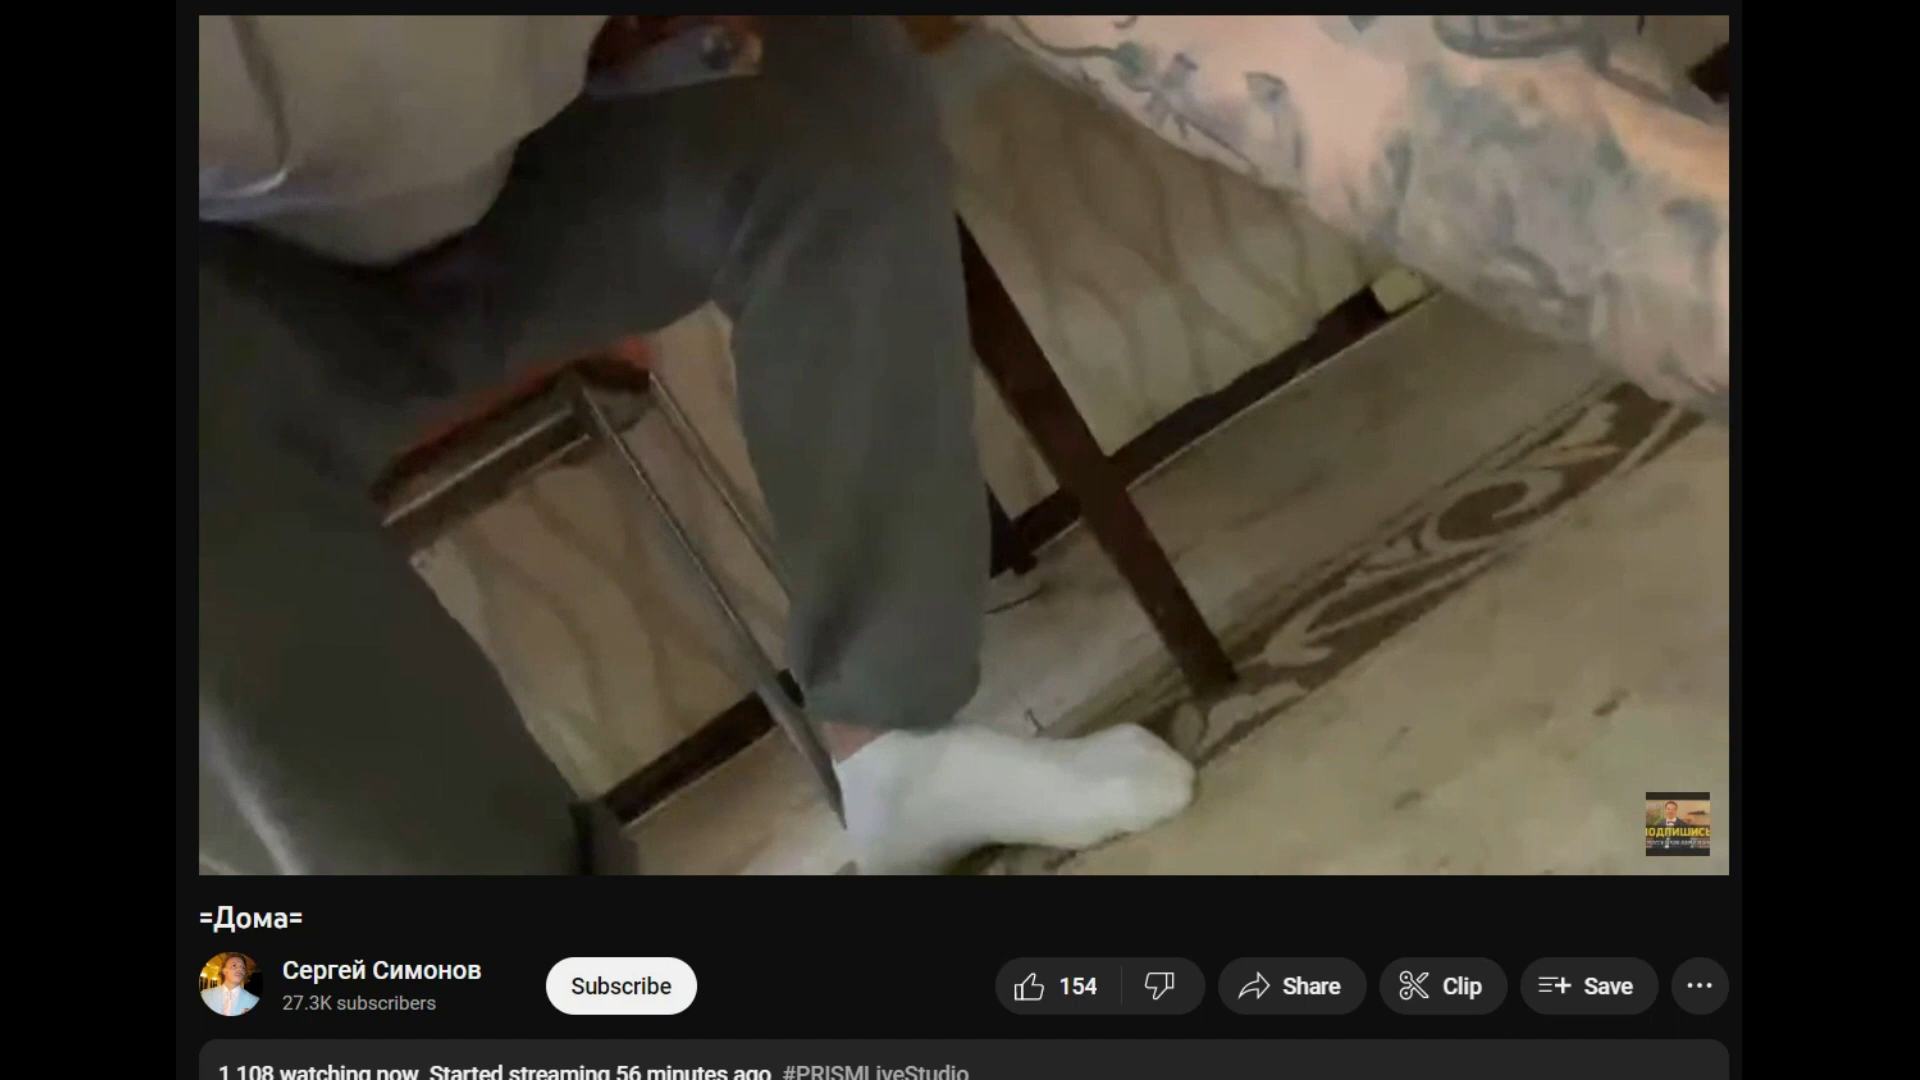 ПОДПИШИСЬ
=Дома=
Сергей Симонов
27.3K subscribers
Subscribe
154
Share
Clip
Save
1,108 watching now Started streaming 56 minutes ago #PRISMLiveStudio